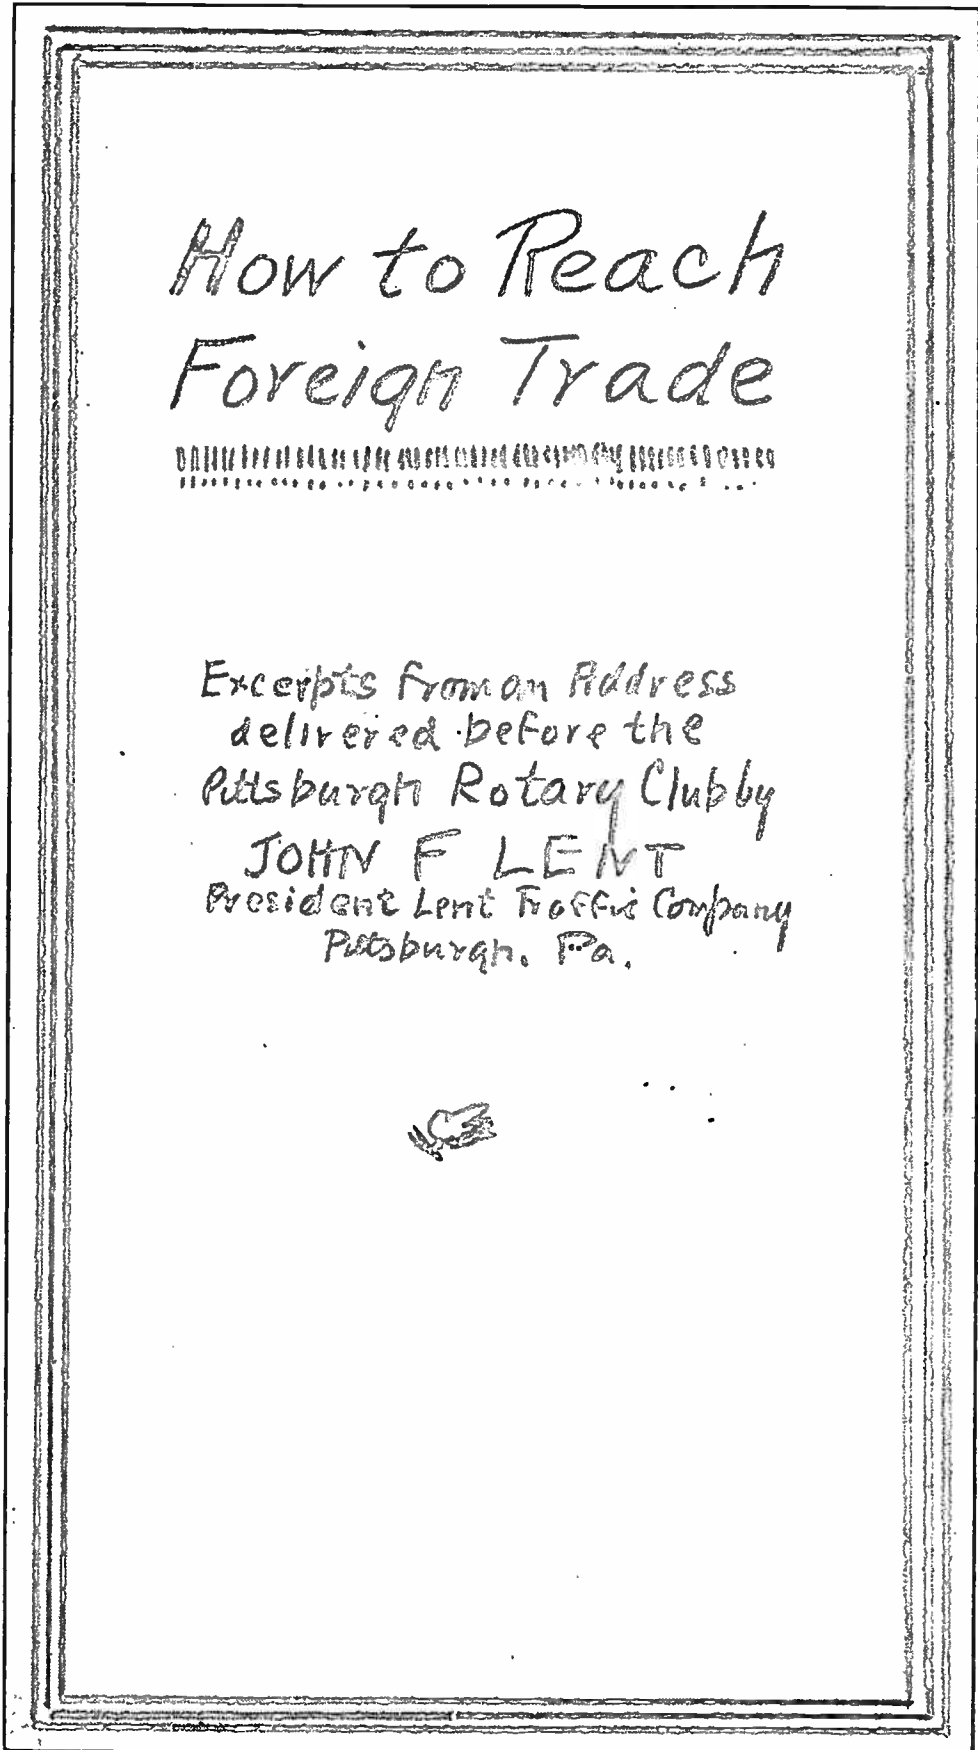 How to Reach
Foreign Trade
Excerpts from an Address
delivered before the
Pittsburgh Rotary Club by
JOHN F LENT
President Lent Traffic Company
Pittsburgh. Pa.